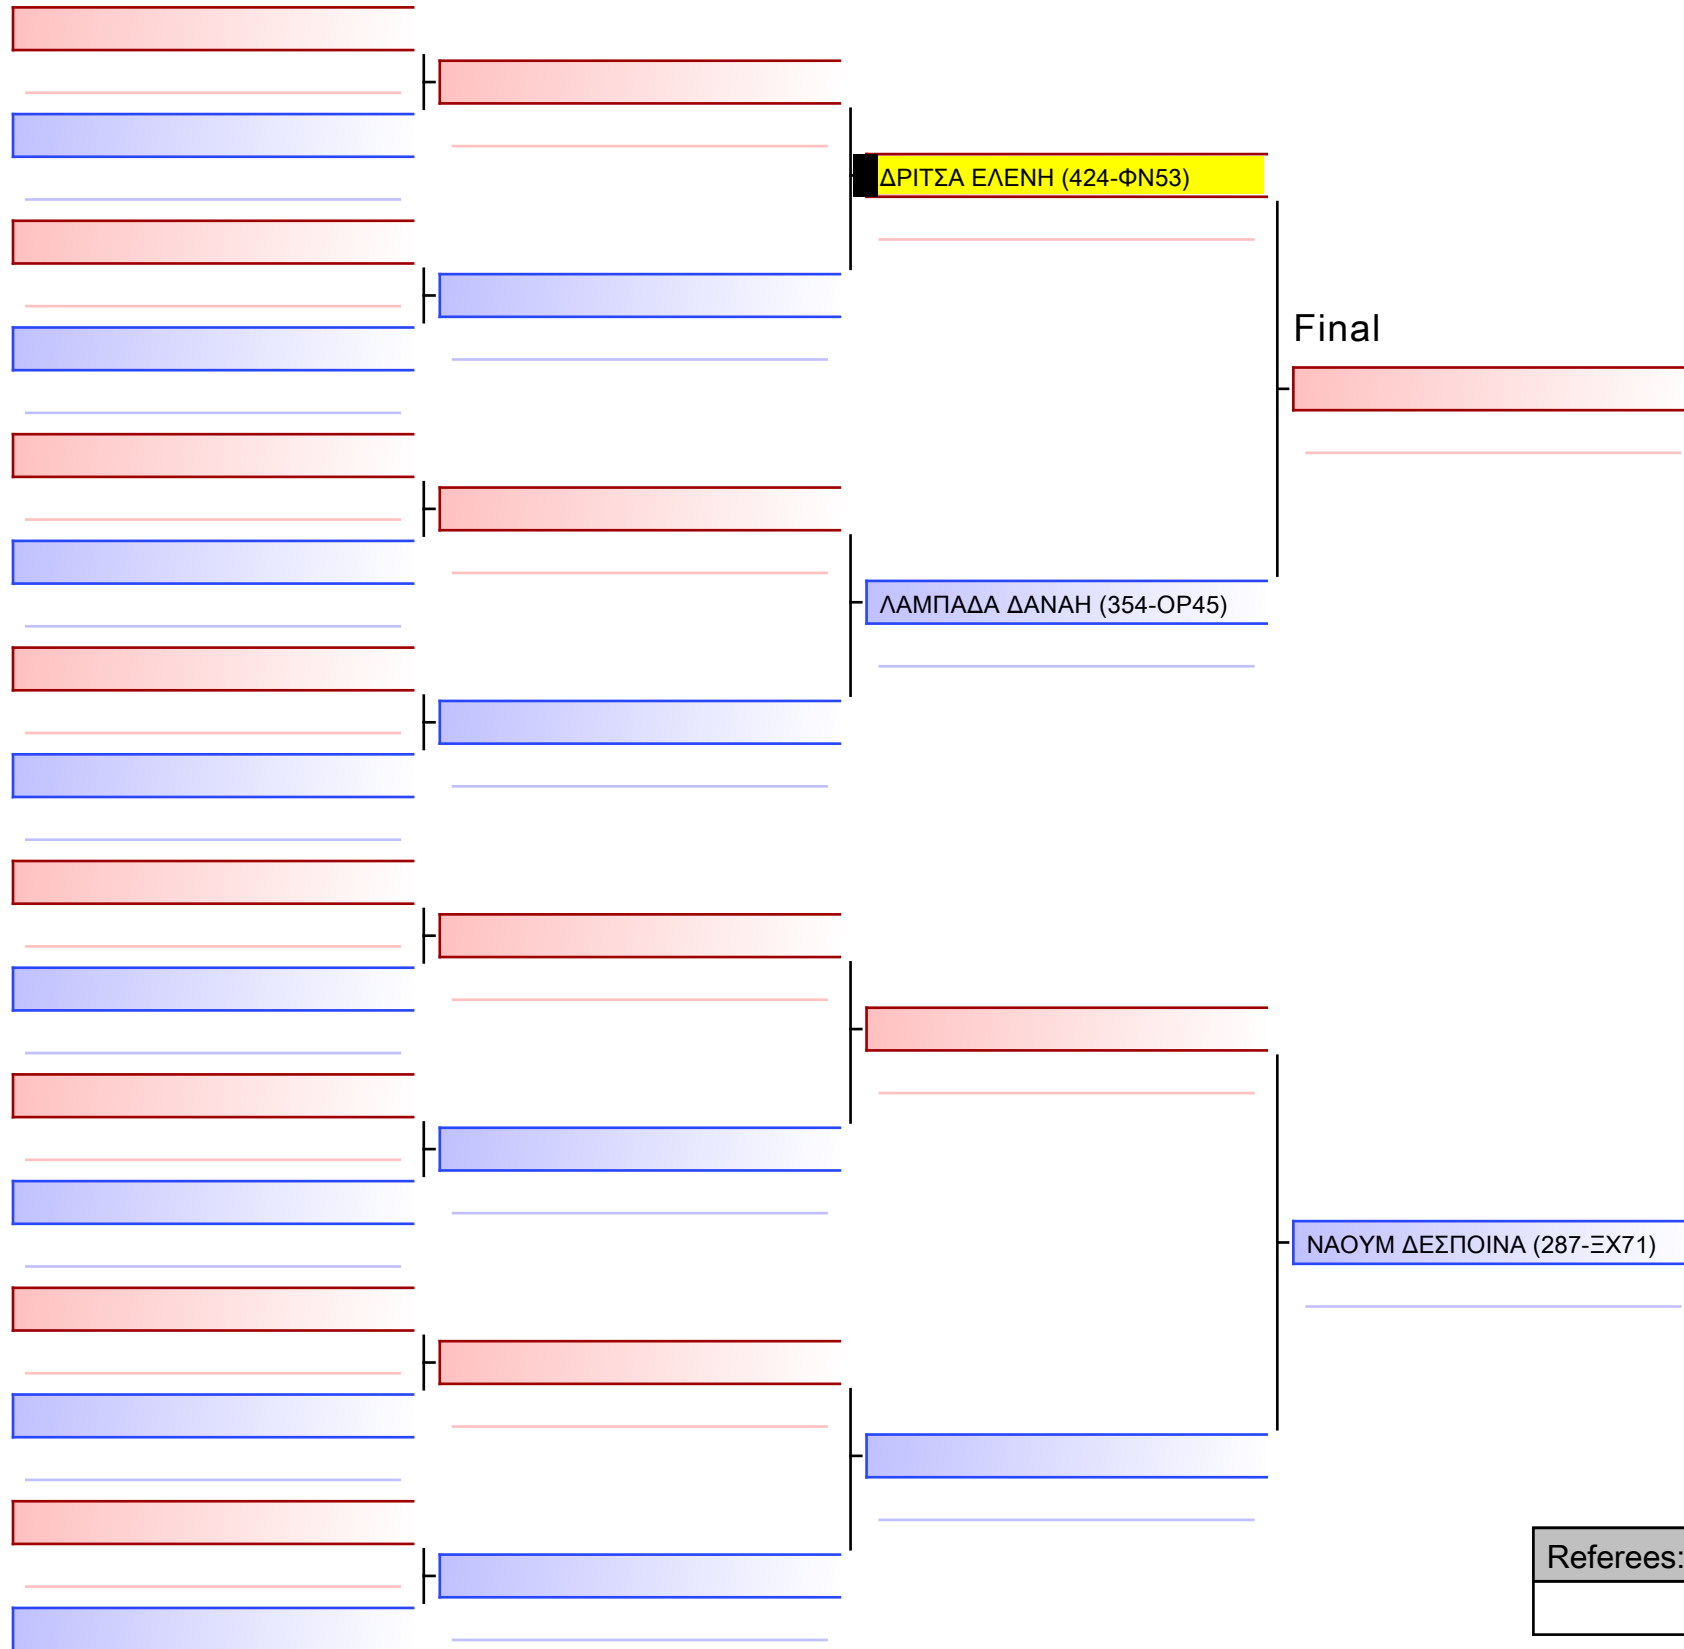 ΔΡΙΤΣΑ ΕΛΕΝΗ (424-ΦΝ53)
Final
ΛΑΜΠΑΔΑ ΔΑΝΑΗ (354-ΟΡ45)
ΝΑΟΥΜ ΔΕΣΠΟΙΝΑ (287-ΞΧ71)
Referees: